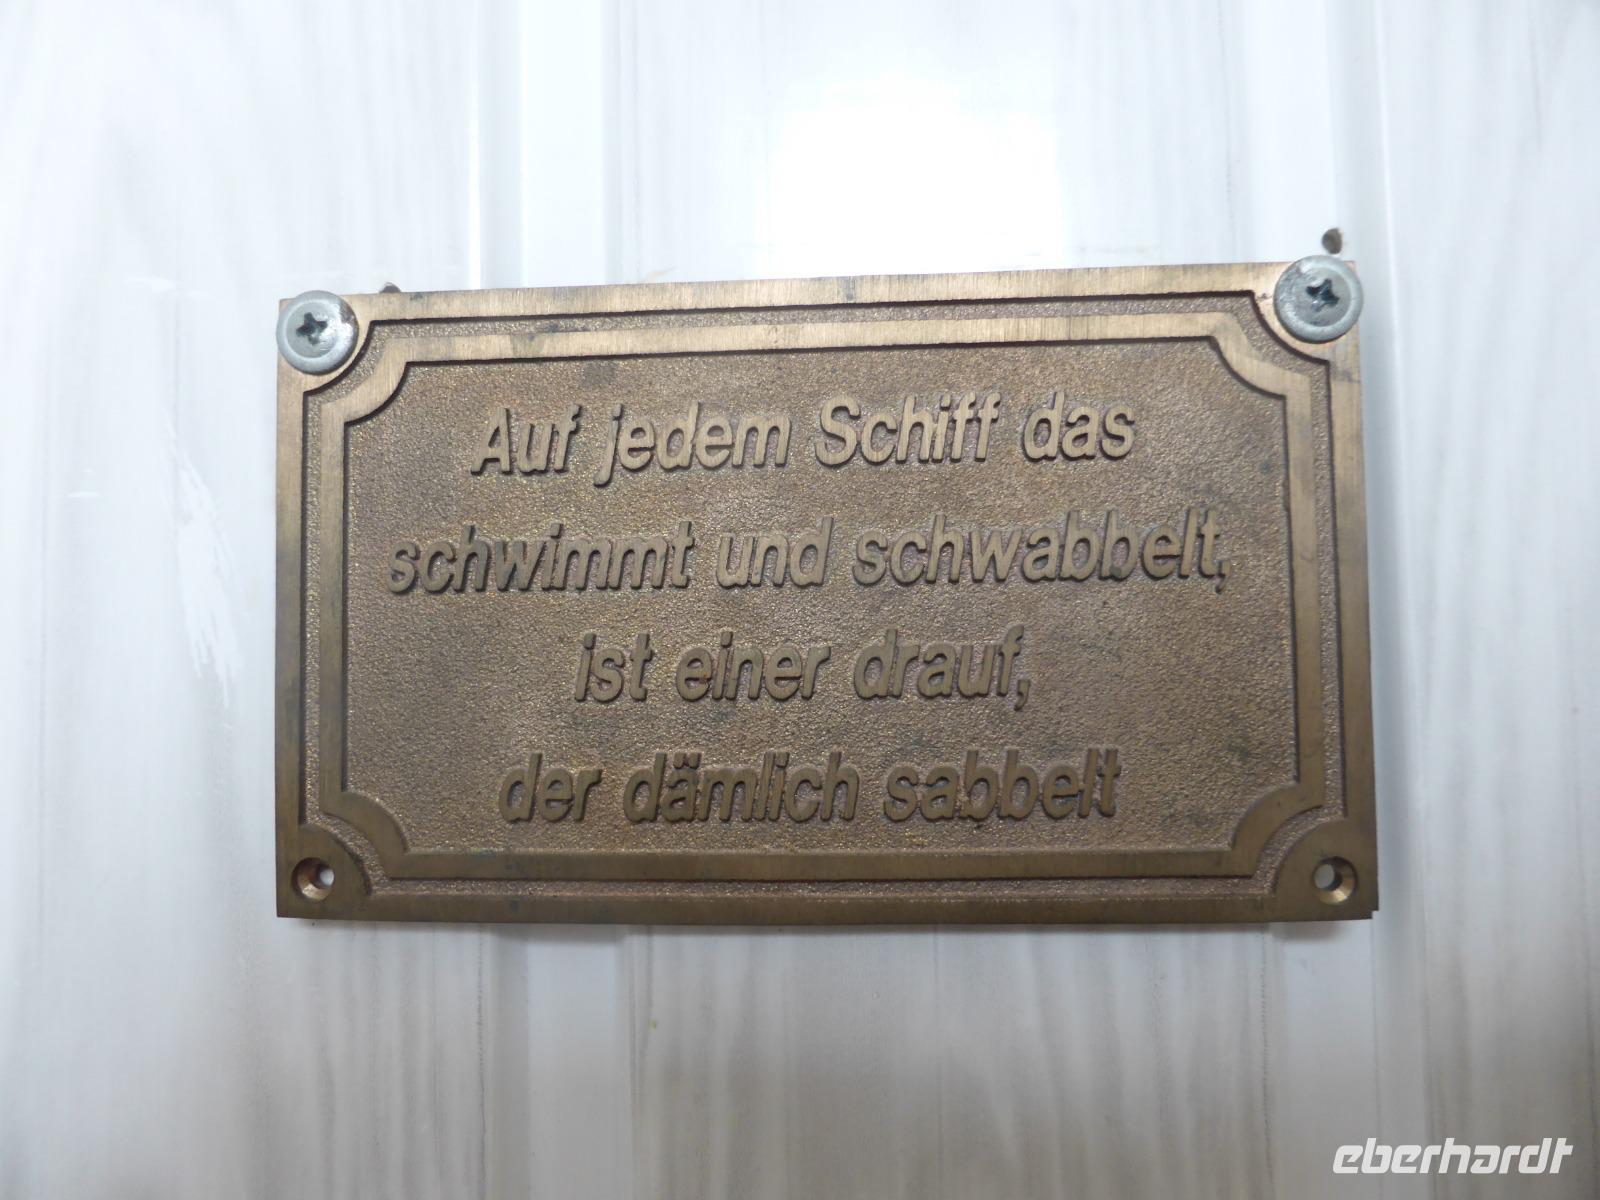 Auf jedem Schiff das
schwimmt und schwabbelt,
ist einer drauf,
der dämlich sabbelt
eberhardt